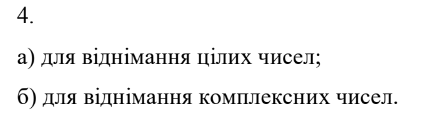 4.
а) для віднімання цілих чисел;
б) для віднімання комплексних чисел.